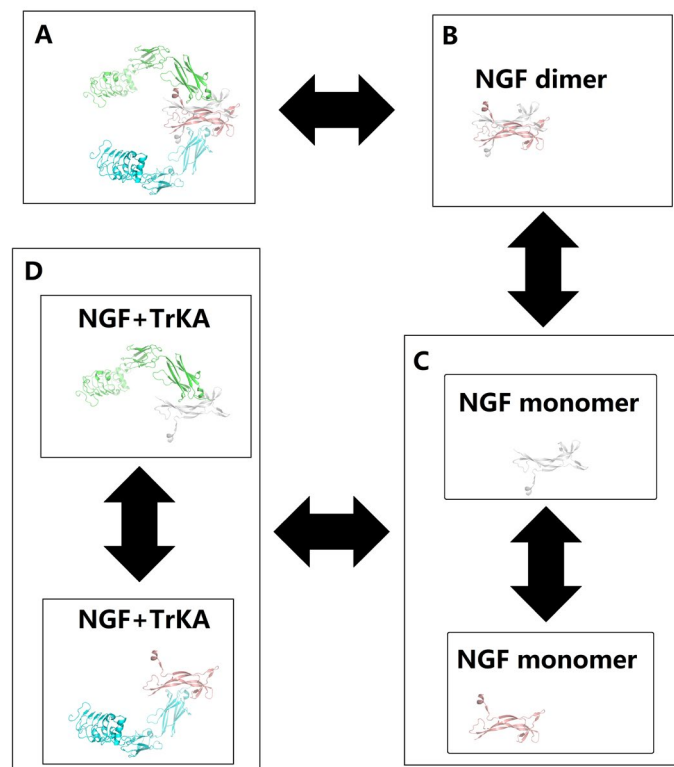 A
B
NGF dimer
D
NGF+TrKA
C
NGF monomer
NGF+TrKA
NGF monomer